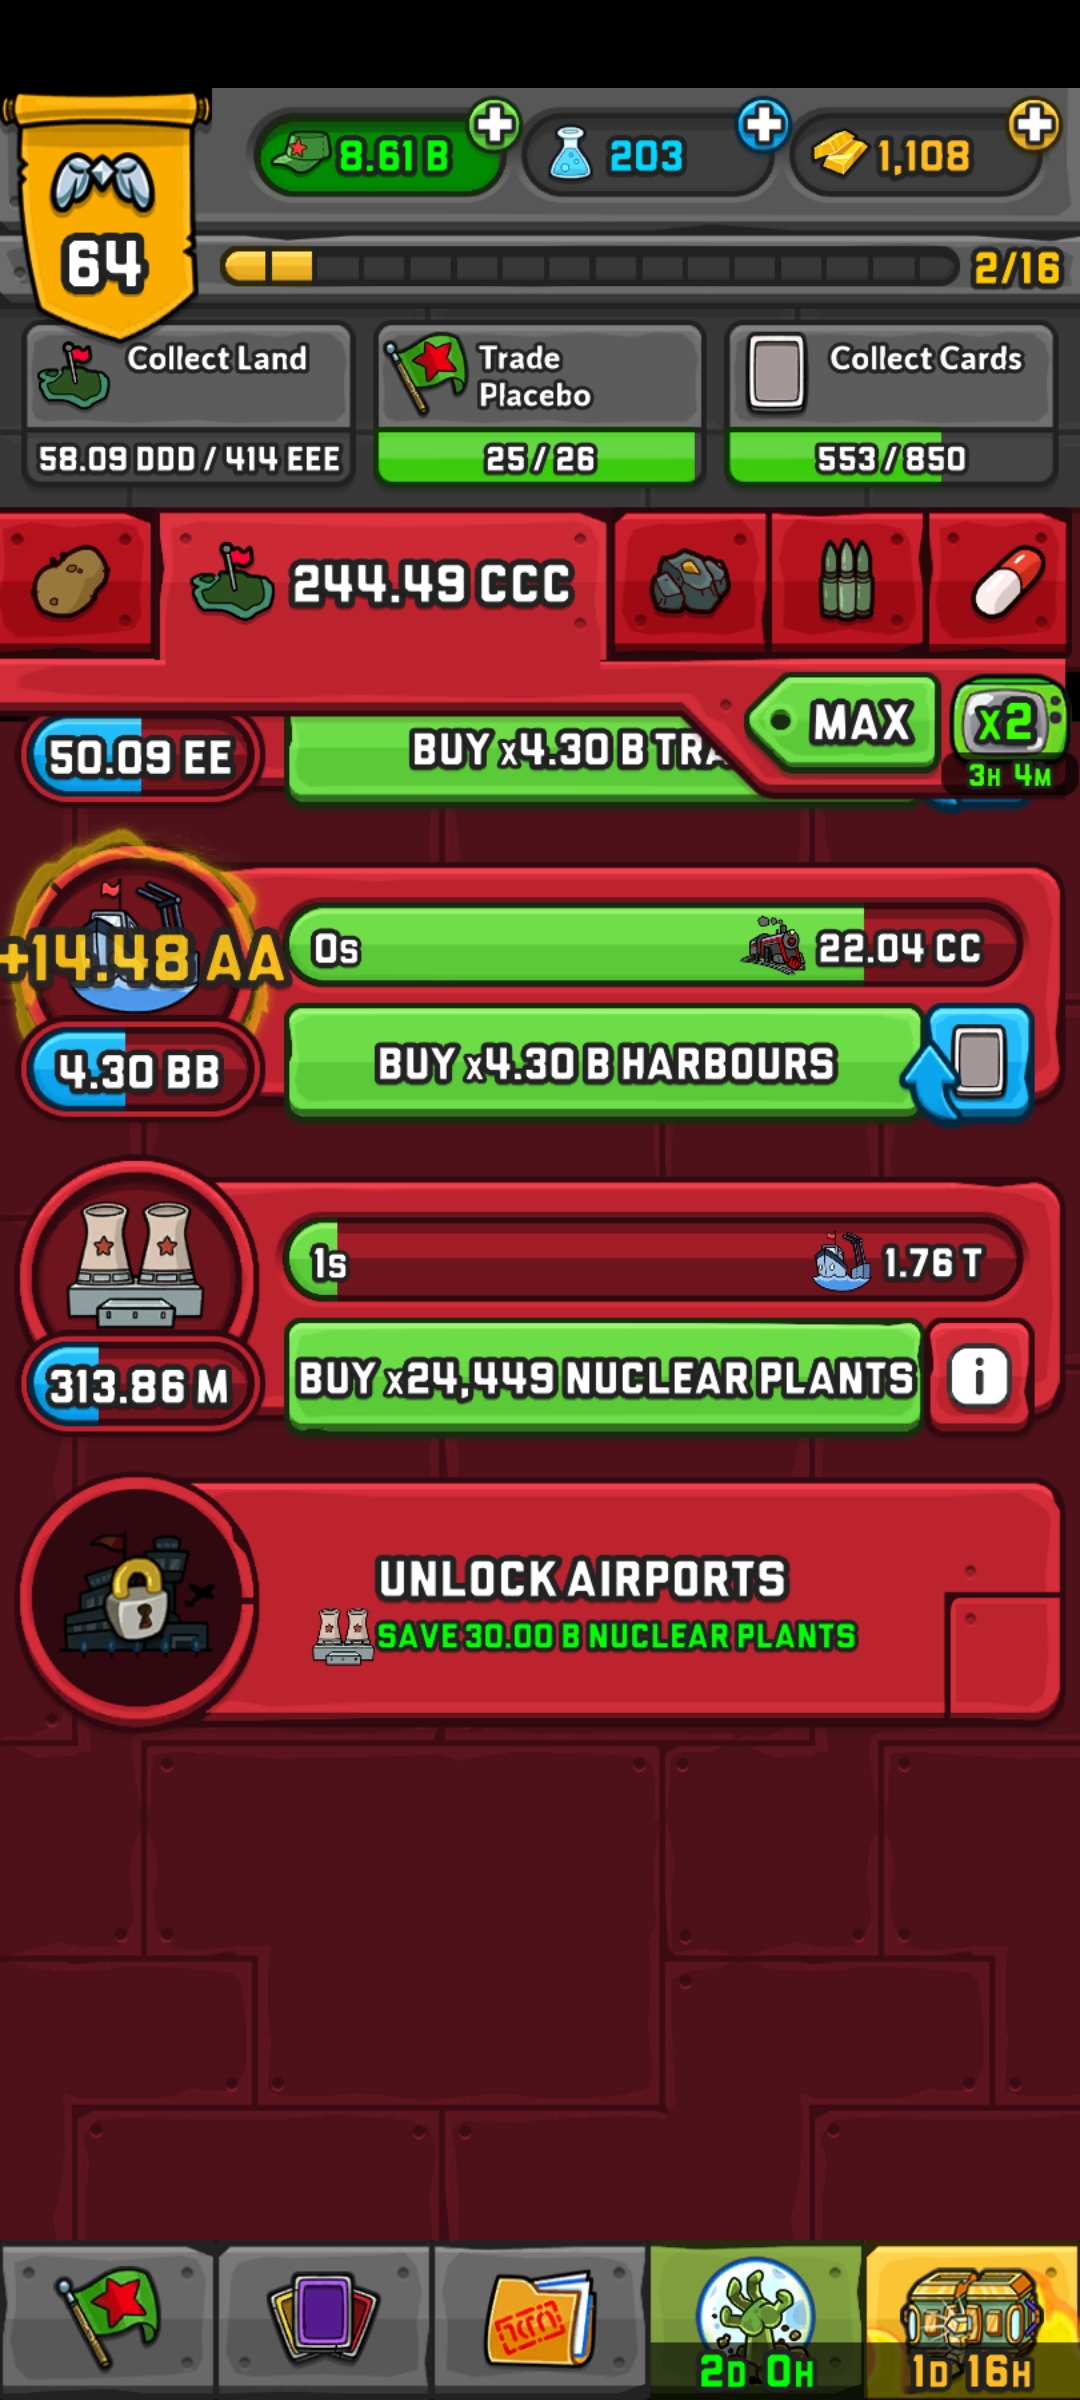 8.61 B
203
1,108
64
2/16
Collect Land
58.09 DDD / 414 EEE
Trade
Placebo
25 / 26
Collect Cards
553 / 850
244.49 CCC
MAX
x2
3H 4M
50.09 EE
BUY x4.30 B TRA
+14.48 AA
0s
22.04 CC
4.30 BB
BUY x4.30 B HARBOURS
1s
1.76 T
313.86 M
BUY x24,449 NUCLEAR PLANTS
i
UNLOCK AIRPORTS
SAVE 30.00 B NUCLEAR PLANTS
2D 0H
1D 16H